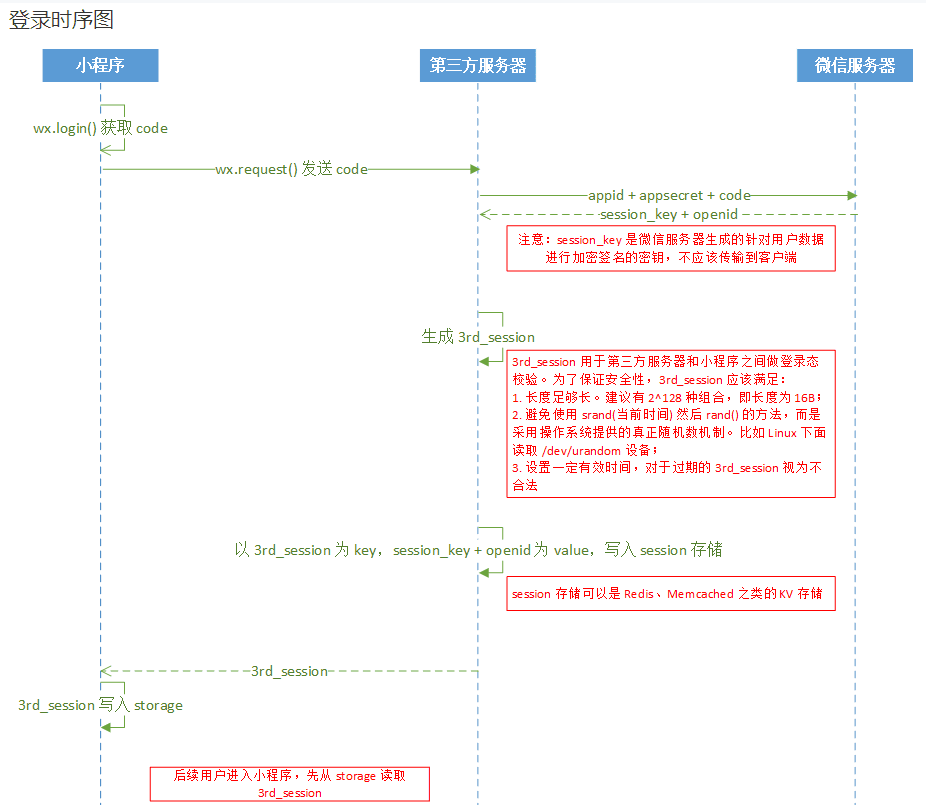 登录时序图
小程序
第三方服务器
微信服务器
wx.login() 获取 code
wx.request() 发送 code
appid + appsecret + code
session_key + openid
注意：session_key 是微信服务器生成的针对用户数据
进行加密签名的密钥，不应该传输到客户端
生成 3rd_session
3rd_session 用于第三方服务器和小程序之间做登录态
校验。为了保证安全性，3rd_session 应该满足：
1. 长度足够长。建议有 2^128 种组合，即长度为 16B；
2. 避免使用 srand(当前时间) 然后 rand() 的方法，而是
采用操作系统提供的真正随机数机制。比如 Linux 下面
读取 /dev/urandom 设备；
3. 设置一定有效时间，对于过期的 3rd_session 视为不
合法
以 3rd_session 为 key，session_key + openid 为 value，写入 session 存储
session 存储可以是 Redis、Memcached 之类的 KV 存储
3rd_session
3rd_session 写入 storage
后续用户进入小程序，先从 storage 读取
3rd_session